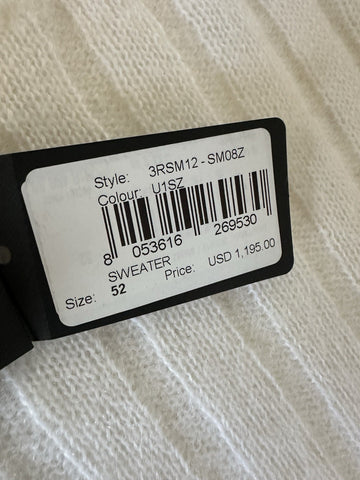 Style: 3RSM12 - SM08Z
Colour: U1SZ
8 053616 269530
SWEATER
Size: 52 Price: USD 1,195.00